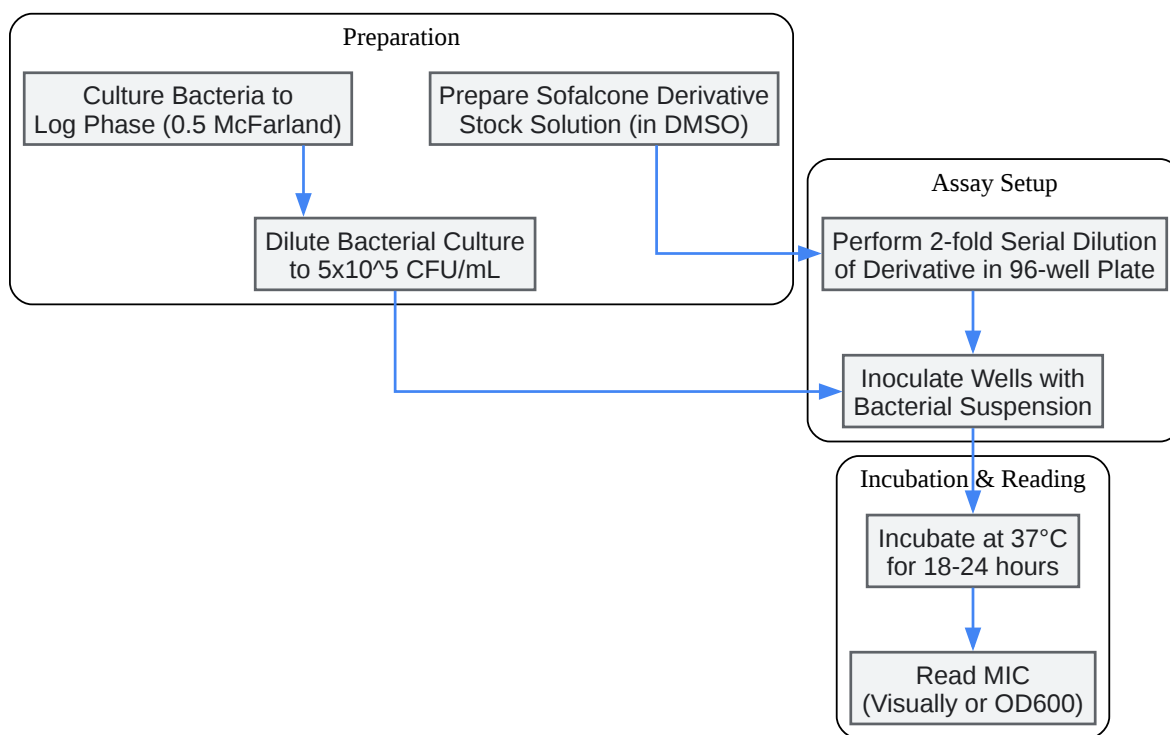 Preparation
Culture Bacteria to
Log Phase (0.5 McFarland)
Prepare Sofalcone Derivative
Stock Solution (in DMSO)
Dilute Bacterial Culture
to 5x10^5 CFU/mL
Assay Setup
Perform 2-fold Serial Dilution
of Derivative in 96-well Plate
Inoculate Wells with
Bacterial Suspension
Incubation & Reading
Incubate at 37°C
for 18-24 hours
Read MIC
(Visually or OD600)